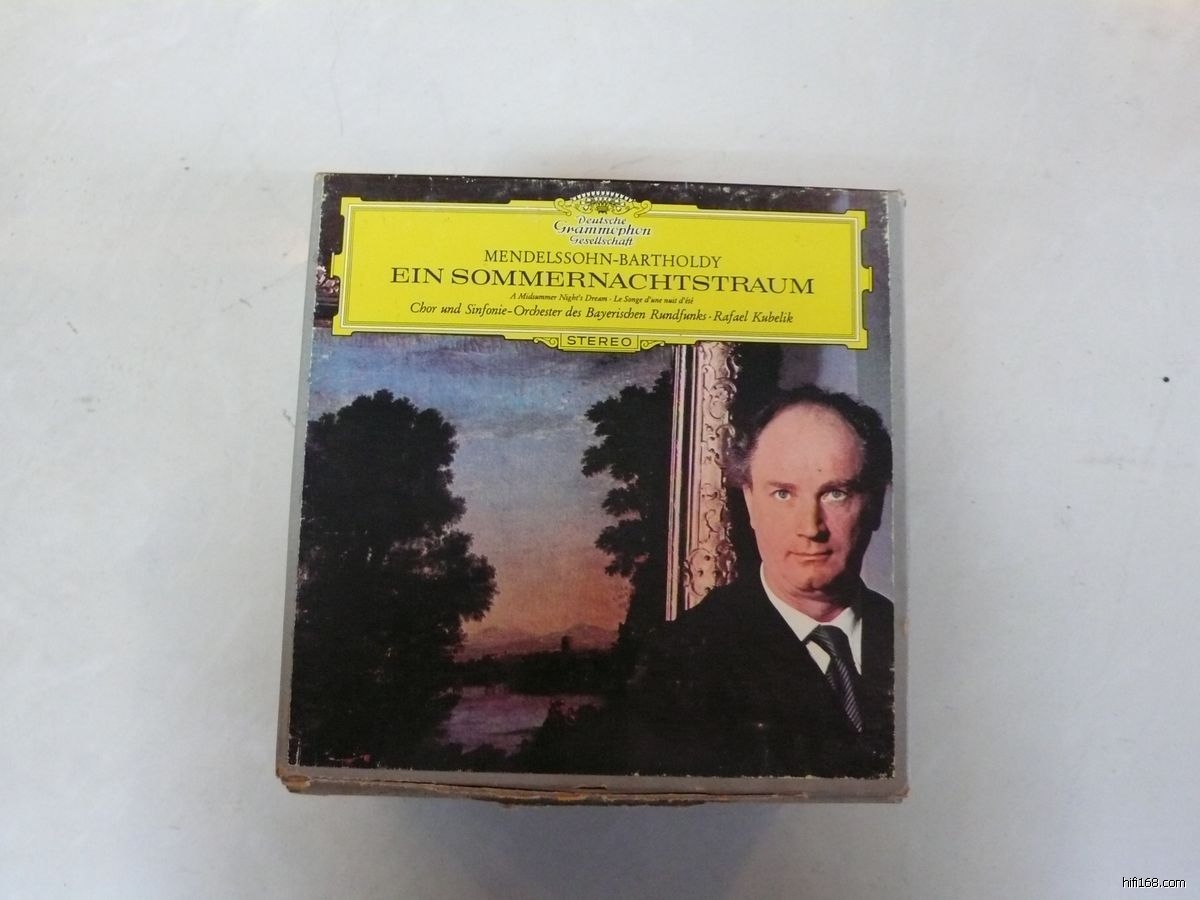 Deutsche
Grammophon
Gesellschaft
MENDELSSOHN-BARTHOLDY
EIN SOMMERNACHTSTRAUM
A Midsummer Night's Dream · Le Songe d'une nuit d'été
Chor und Sinfonie-Orchester des Bayerischen Rundfunks · Rafael Kubelik
STEREO
hifi168.com